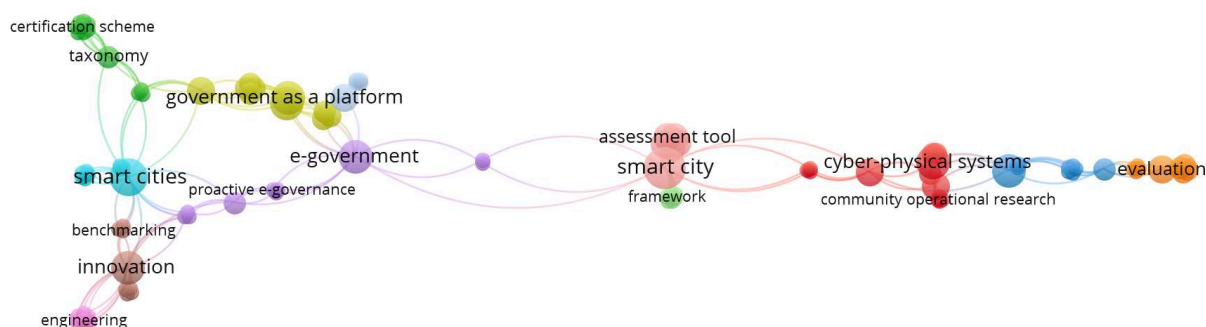 certification scheme
taxonomy
government as a platform
assessment tool
e-government
cyber-physical systems
smart city
evaluation
smart cities
proactive e-governance
framework
community operational research
benchmarking
innovation
engineering